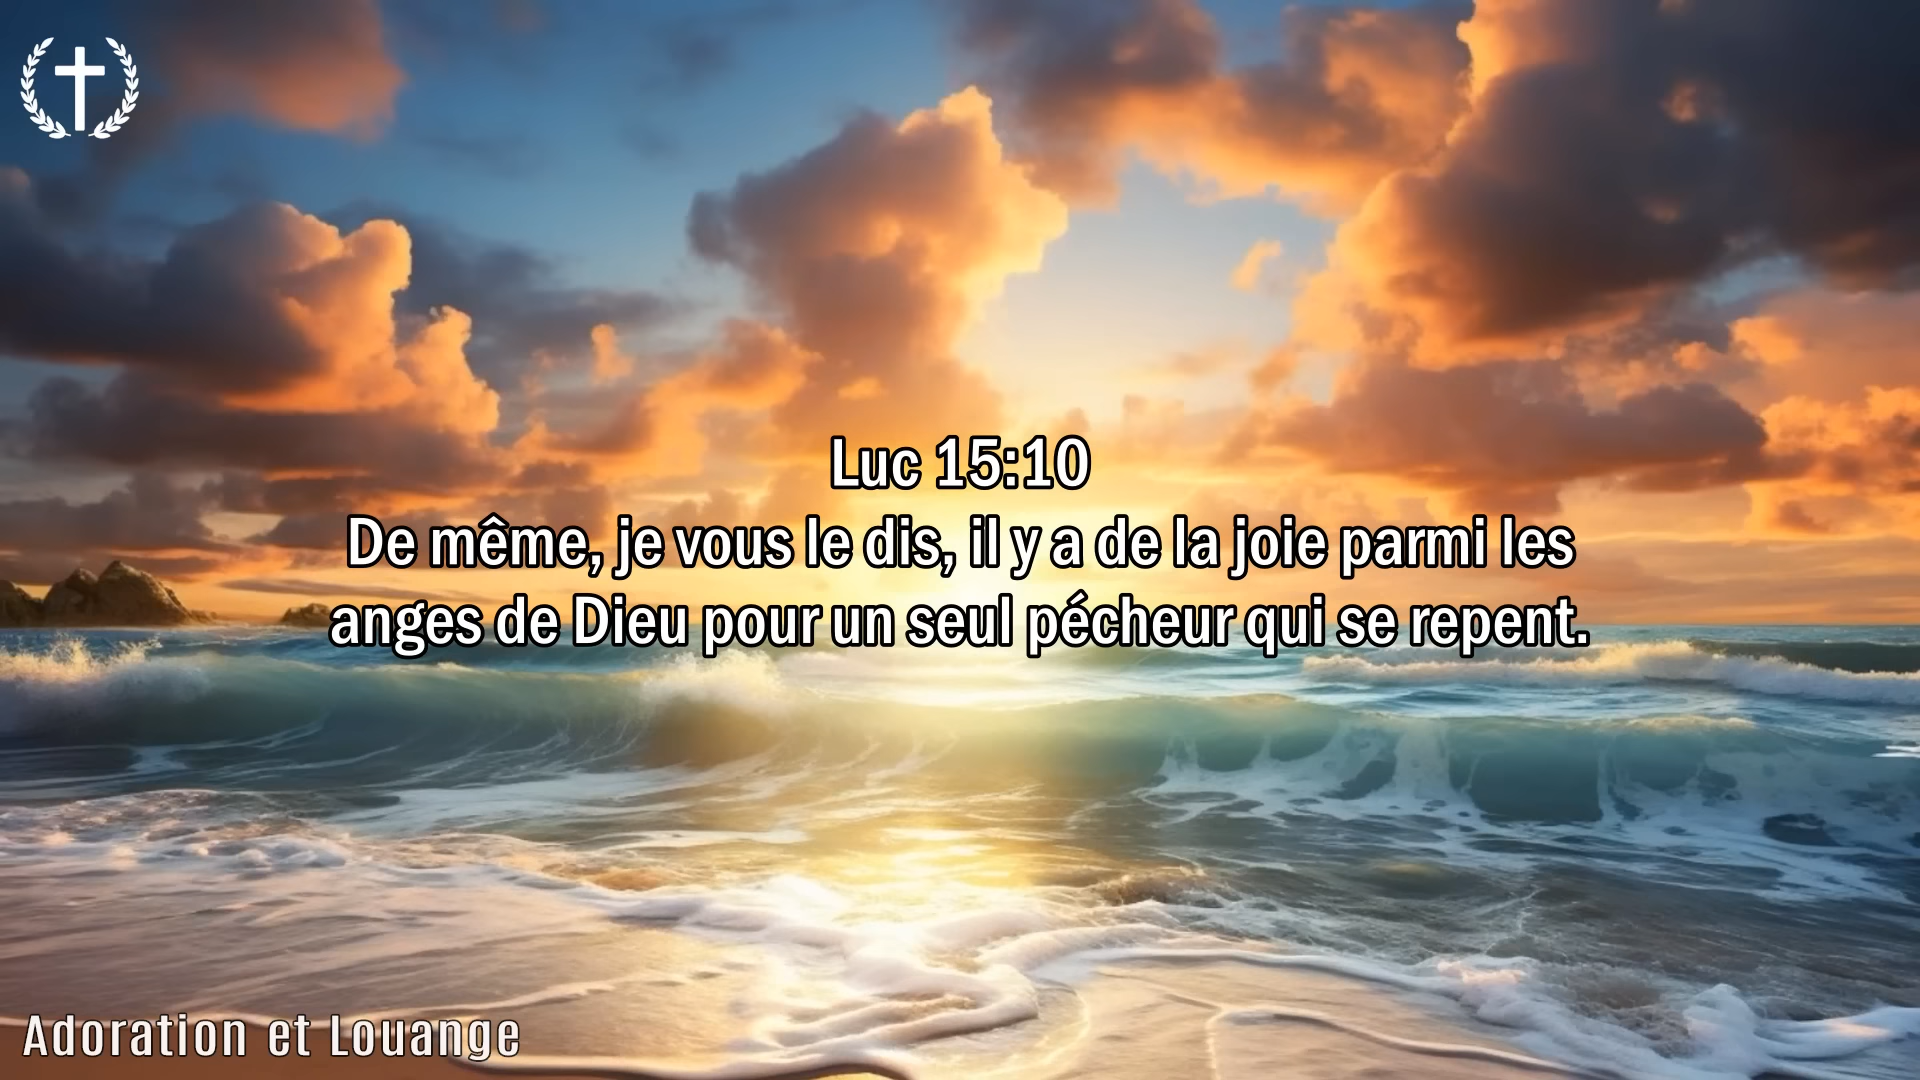 Luc 15:10
De même, je vous le dis, il y a de la joie parmi les
anges de Dieu pour un seul pécheur qui se repent.
Adoration et Louange